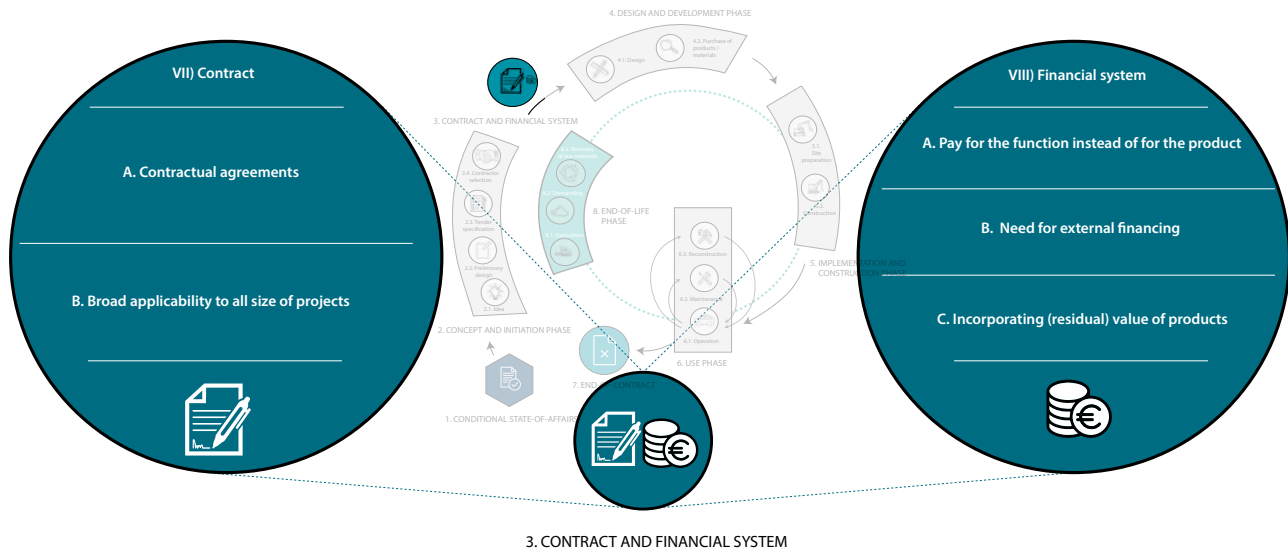 VII) Contract
A. Contractual agreements
B. Broad applicability to all size of projects
4. DESIGN AND DEVELOPMENT PHASE
4.1. Design
4.2. Purchase of
products /
materials
3. CONTRACT AND FINANCIAL SYSTEM
2.4. Contractor
selection
2.3. Tender
specification
2.2. Preliminary
design
2.1. Idea
2. CONCEPT AND INITIATION PHASE
1. CONDITIONAL STATE-OF-AFFAIRS
8. END-OF-LIFE
PHASE
5.1.
Site
preparation
5.2.
Construction
5. IMPLEMENTATION AND
CONSTRUCTION PHASE
6.3. Reconstruction
6.2. Maintenance
6.1. Operation
6. USE PHASE
7. END-OF-CONTRACT
VIII) Financial system
A. Pay for the function instead of for the product
B. Need for external financing
C. Incorporating (residual) value of products
€
€
3. CONTRACT AND FINANCIAL SYSTEM